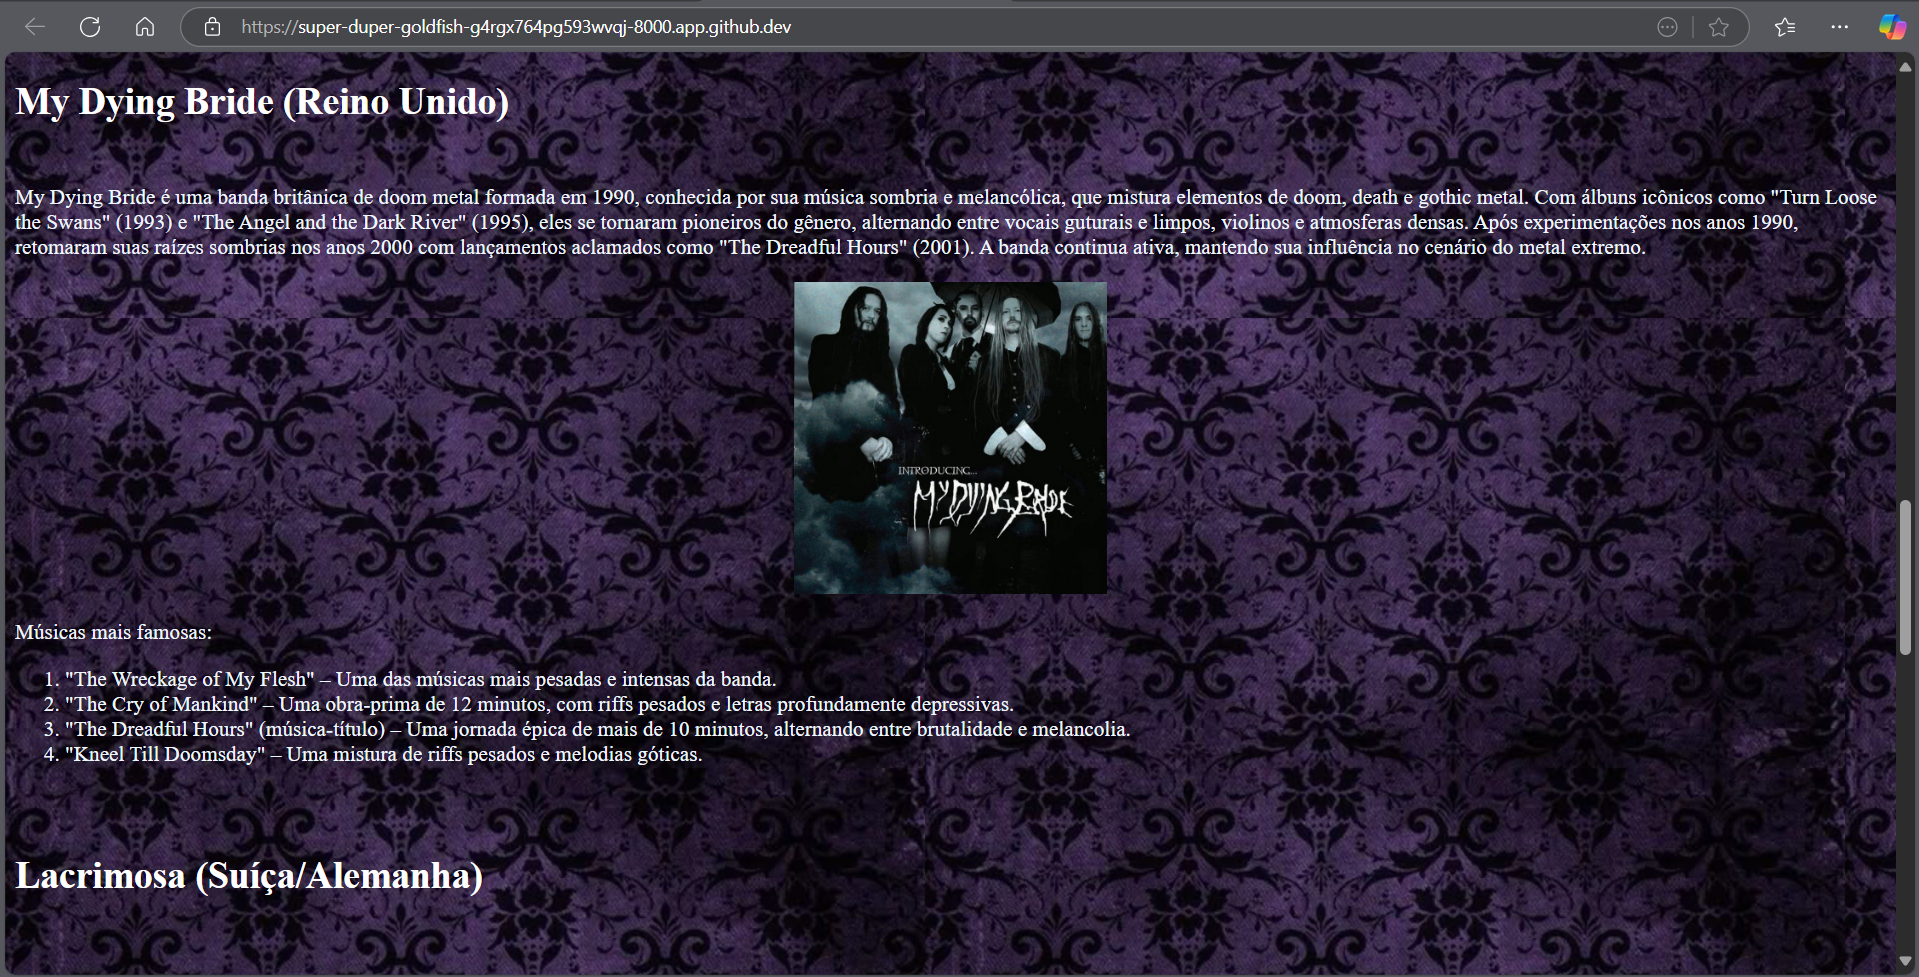 https://super-duper-goldfish-g4rgx764pg593wvqj-8000.app.github.dev
My Dying Bride (Reino Unido)
My Dying Bride é uma banda britânica de doom metal formada em 1990, conhecida por sua música sombria e melancólica, que mistura elementos de doom, death e gothic metal. Com álbuns icônicos como "Turn Loose
the Swans" (1993) e "The Angel and the Dark River" (1995), eles se tornaram pioneiros do gênero, alternando entre vocais guturais e limpos, violinos e atmosferas densas. Após experimentações nos anos 1990,
retomaram suas raízes sombrias nos anos 2000 com lançamentos aclamados como "The Dreadful Hours" (2001). A banda continua ativa, mantendo sua influência no cenário do metal extremo.
INTRODUCING...
MY DYING BRIDE
Músicas mais famosas:
1. "The Wreckage of My Flesh" – Uma das músicas mais pesadas e intensas da banda.
2. "The Cry of Mankind" – Uma obra-prima de 12 minutos, com riffs pesados e letras profundamente depressivas.
3. "The Dreadful Hours" (música-título) – Uma jornada épica de mais de 10 minutos, alternando entre brutalidade e melancolia.
4. "Kneel Till Doomsday" – Uma mistura de riffs pesados e melodias góticas.
Lacrimosa (Suíça/Alemanha)